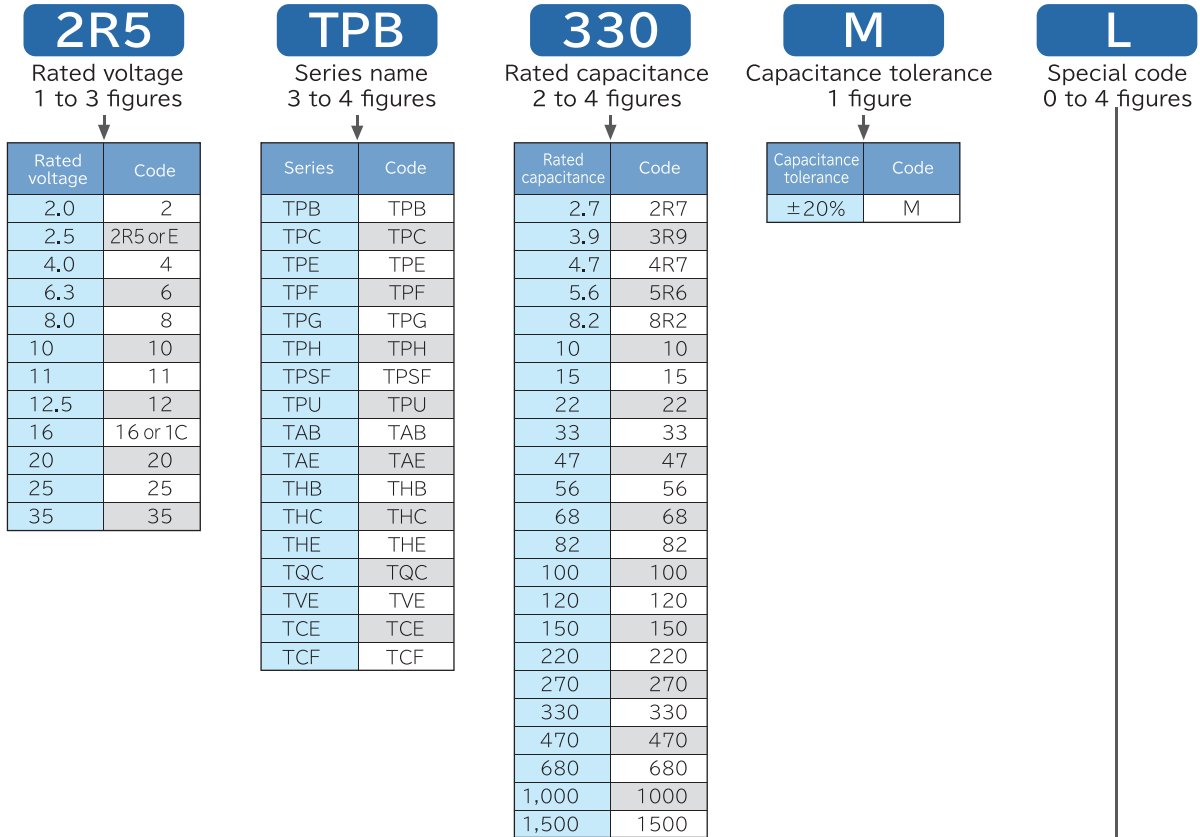 2R5 TPB 330 M L
Rated voltage Series name Rated capacitance Capacitance tolerance Special code
1 to 3 figures 3 to 4 figures 2 to 4 figures 1 figure 0 to 4 figures
Rated voltage Code
2.0 2
2.5 2R5 or E
4.0 4
6.3 6
8.0 8
10 10
11 11
12.5 12
16 16 or 1C
20 20
25 25
35 35
Series Code
TPB TPB
TPC TPC
TPE TPE
TPF TPF
TPG TPG
TPH TPH
TPSF TPSF
TPU TPU
TAB TAB
TAE TAE
THB THB
THC THC
THE THE
TQC TQC
TVE TVE
TCE TCE
TCF TCF
Rated capacitance Code
2.7 2R7
3.9 3R9
4.7 4R7
5.6 5R6
8.2 8R2
10 10
15 15
22 22
33 33
47 47
56 56
68 68
82 82
100 100
120 120
150 150
220 220
270 270
330 330
470 470
680 680
1,000 1000
1,500 1500
Capacitance tolerance Code
±20% M